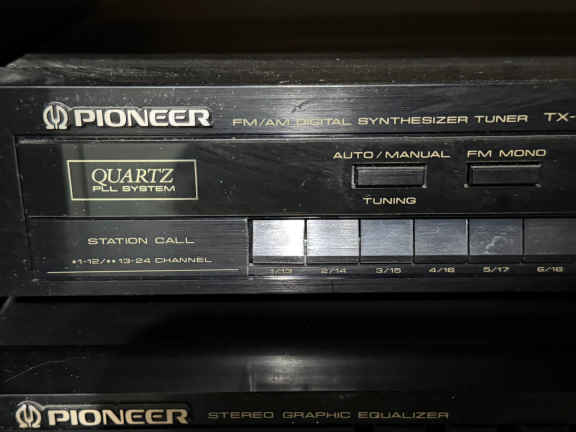 PIONEER FM/AM DIGITAL SYNTHESIZER TUNER TX-
QUARTZ
PLL SYSTEM
AUTO/MANUAL FM MONO
TUNING
STATION CALL
•1-12/••13-24 CHANNEL
1/13 2/14 3/15 4/16 5/17 6/18
PIONEER STEREO GRAPHIC EQUALIZER